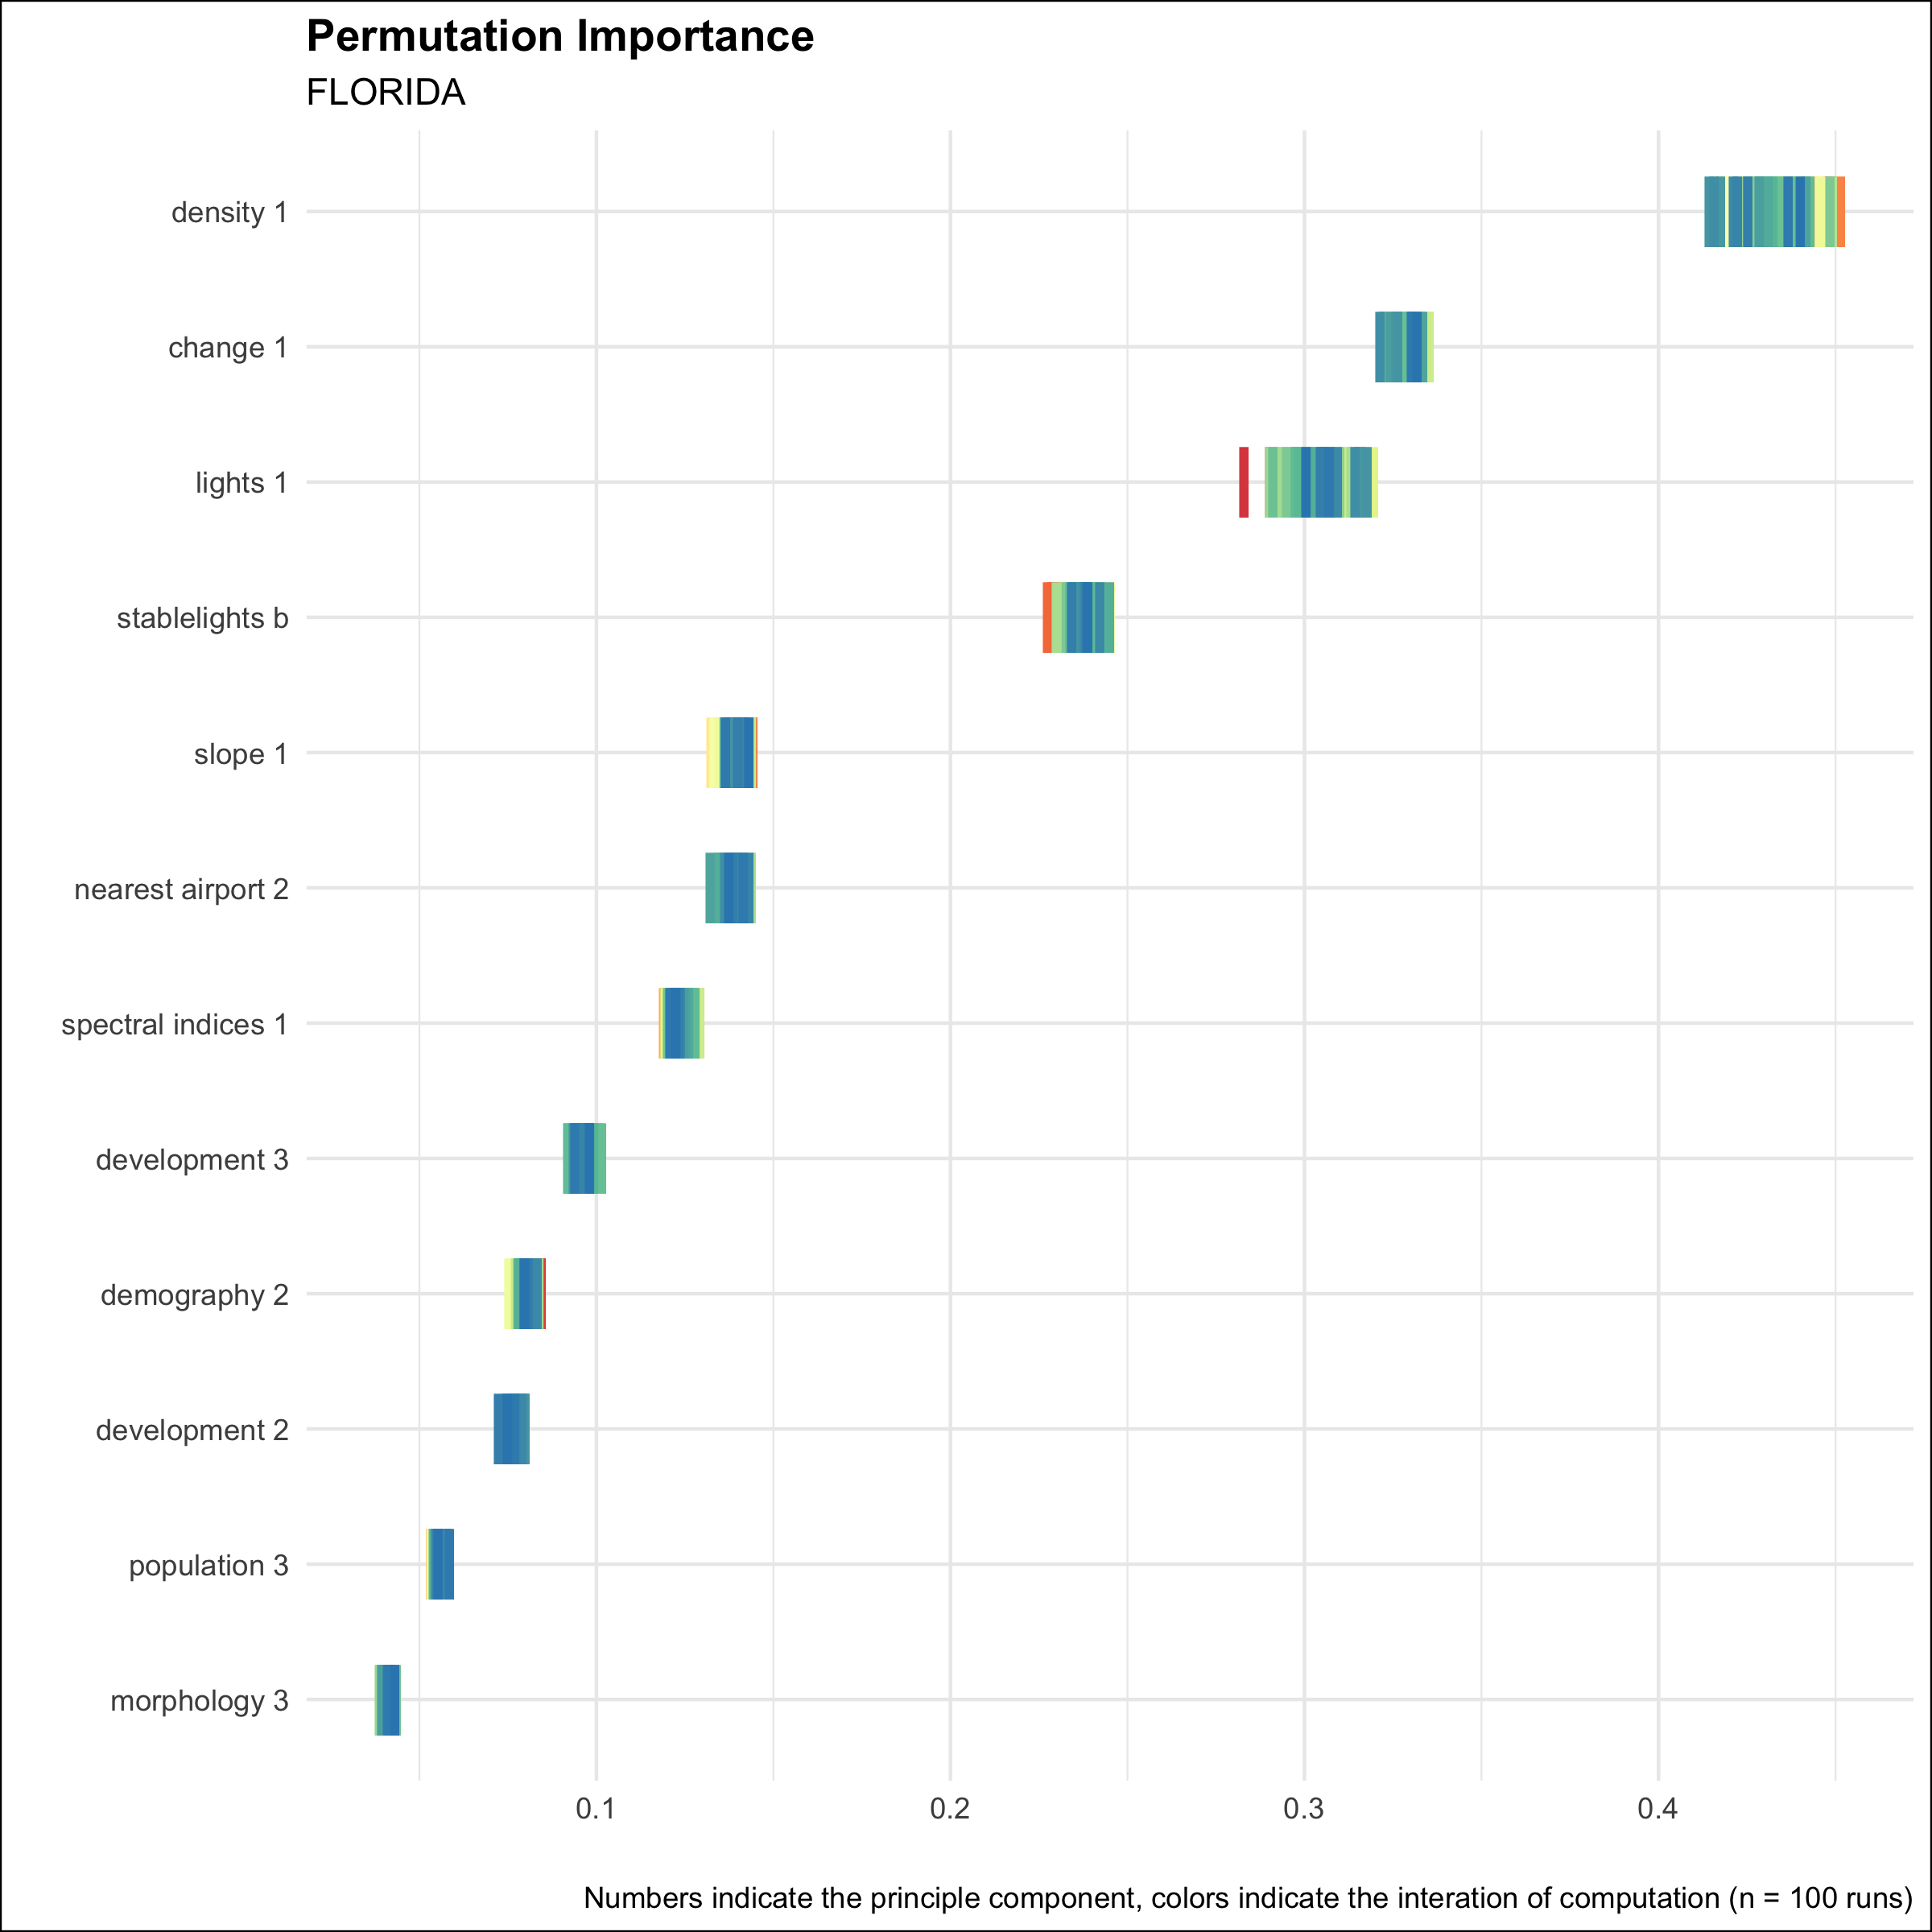 Permutation Importance
FLORIDA
density 1
change 1
lights 1
stablelights b
slope 1
nearest airport 2
spectral indices 1
development 3
demography 2
development 2
population 3
morphology 3
0.1 0.2 0.3 0.4
Numbers indicate the principle component, colors indicate the interation of computation (n = 100 runs)